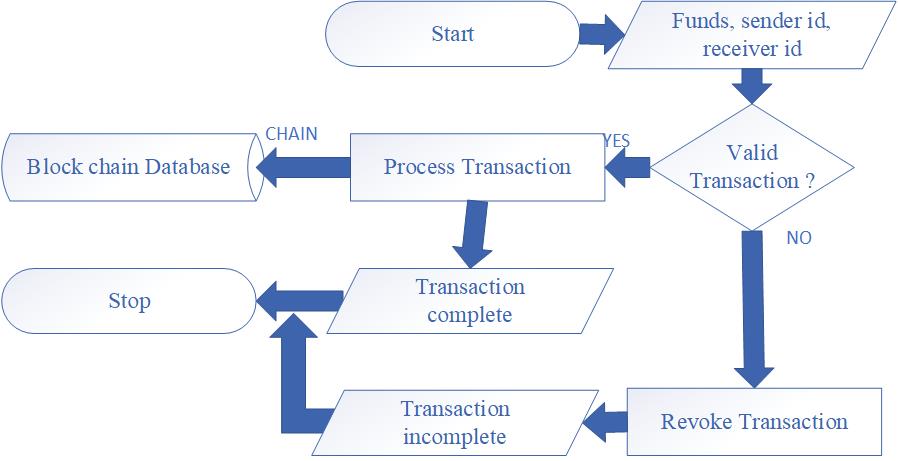 Start
Funds, sender id,
receiver id
Block chain Database
CHAIN
Process Transaction
YES
Valid
Transaction ?
NO
Stop
Transaction
complete
Transaction
incomplete
Revoke Transaction